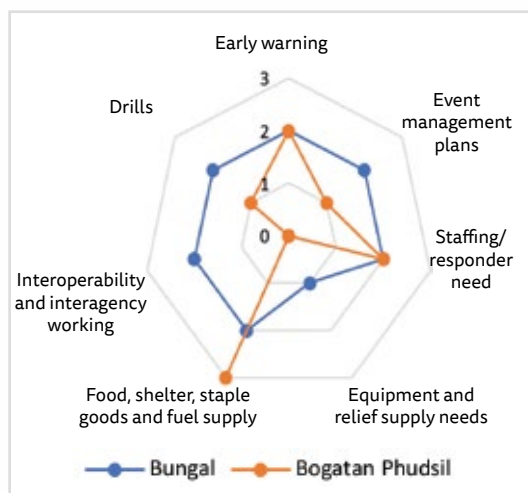 Early warning
3
Drills
Event
management
plans
2
1
Staffing/
responder
need
0
Interoperability
and interagency
working
Food, shelter, staple
goods and fuel supply
Equipment and
relief supply needs
Bungal
Bogatan Phudsil